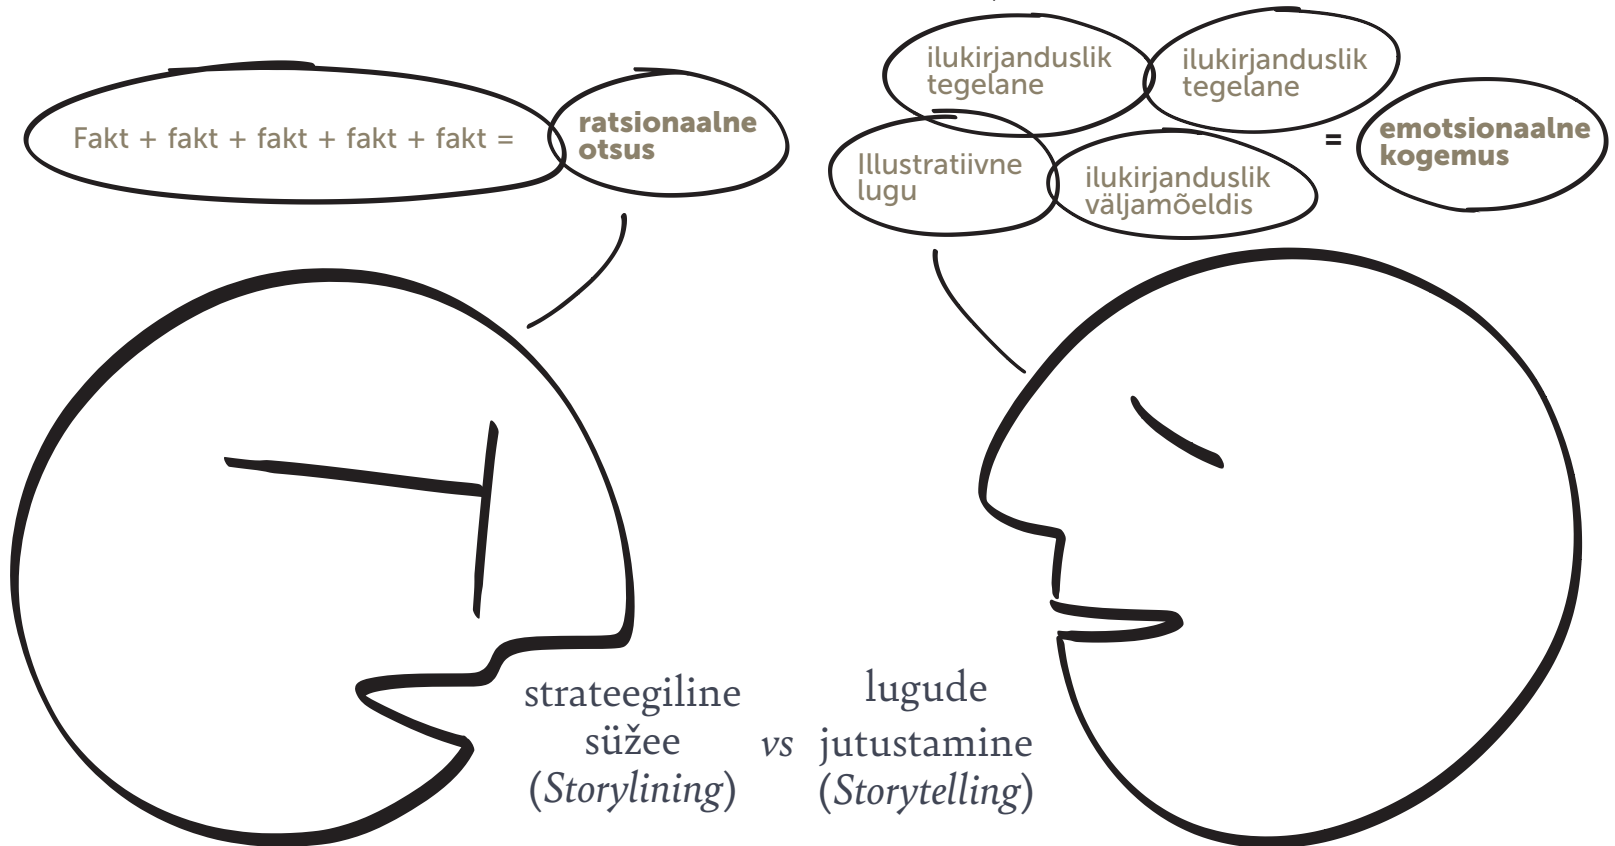 Fakt + fakt + fakt + fakt + fakt =
ratsionaalne
otsus
ilukirjanduslik
tegelane
ilukirjanduslik
tegelane
Illustratiivne
lugu
ilukirjanduslik
väljamõeldis
=
emotsionaalne
kogemus
strateegiline
süžee
(Storylining)
vs
lugude
jutustamine
(Storytelling)